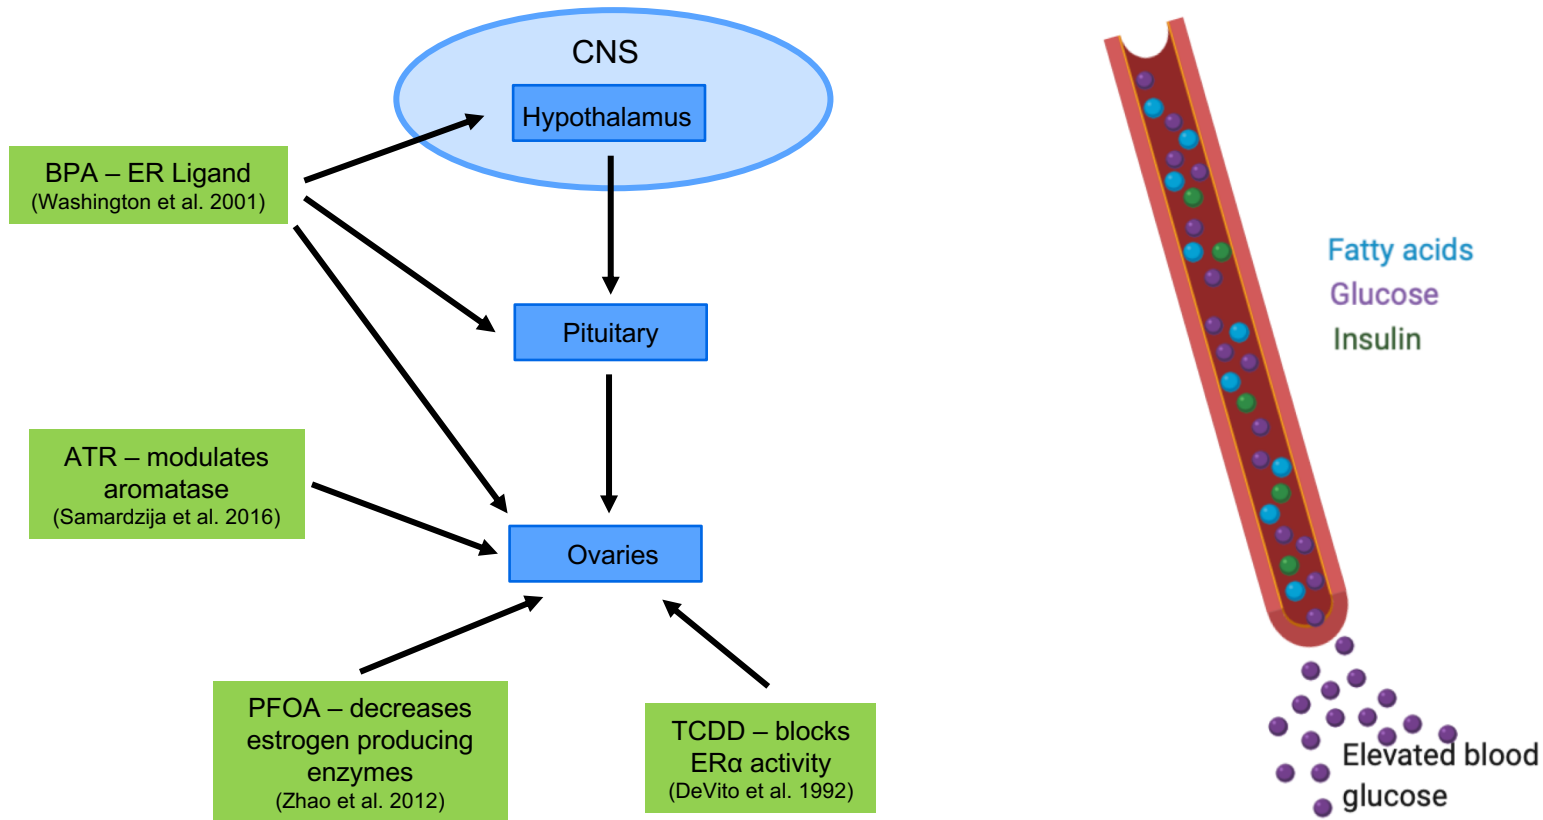 CNS
Hypothalamus
BPA – ER Ligand
(Washington et al. 2001)
Pituitary
ATR – modulates
aromatase
(Samardzija et al. 2016)
Ovaries
PFOA – decreases
estrogen producing
enzymes
(Zhao et al. 2012)
TCDD – blocks
ERα activity
(DeVito et al. 1992)
Fatty acids
Glucose
Insulin
Elevated blood
glucose